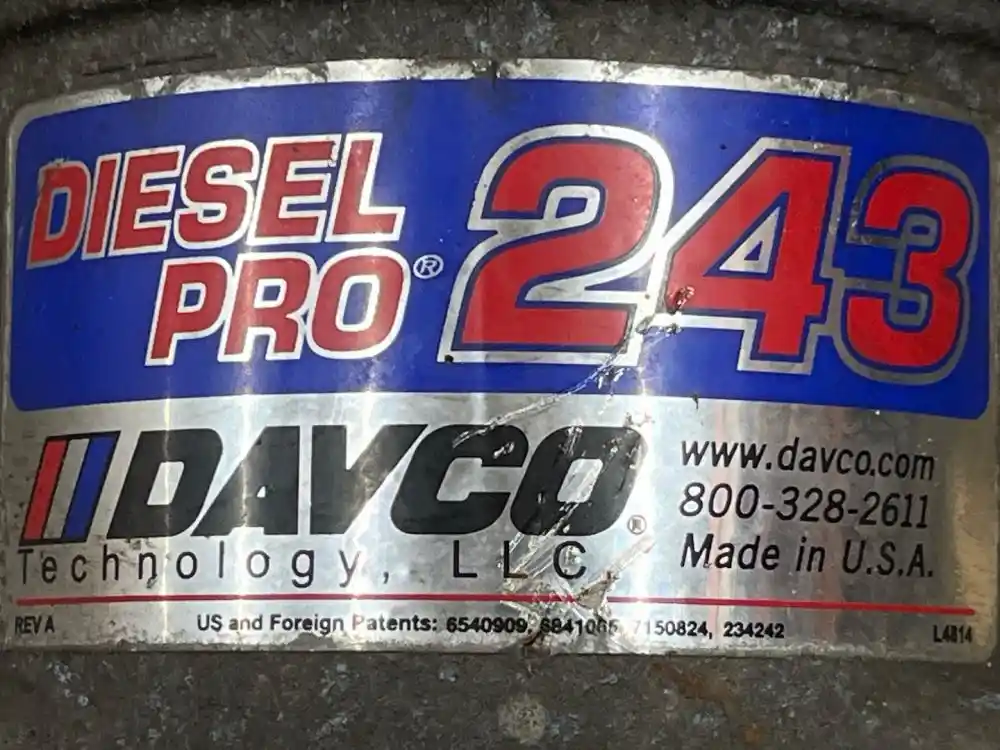 DIESEL
PRO®
243
DAVCO®
Technology, LLC.
www.davco.com
800-328-2611
Made in U.S.A.
REV A
US and Foreign Patents: 6540909, 6841065, 7150824, 234242
L4814